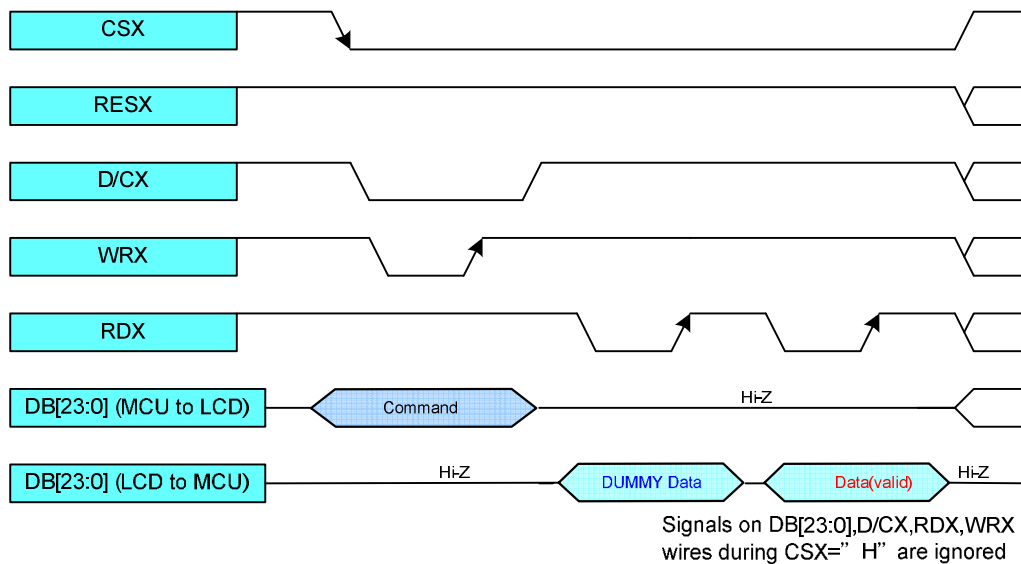 CSX
RESX
D/CX
WRX
RDX
DB[23:0] (MCU to LCD)
Command
Hi-Z
DB[23:0] (LCD to MCU)
Hi-Z
DUMMY Data
Data(valid)
Hi-Z
Signals on DB[23:0],D/CX,RDX,WRX
wires during CSX=”H” are ignored